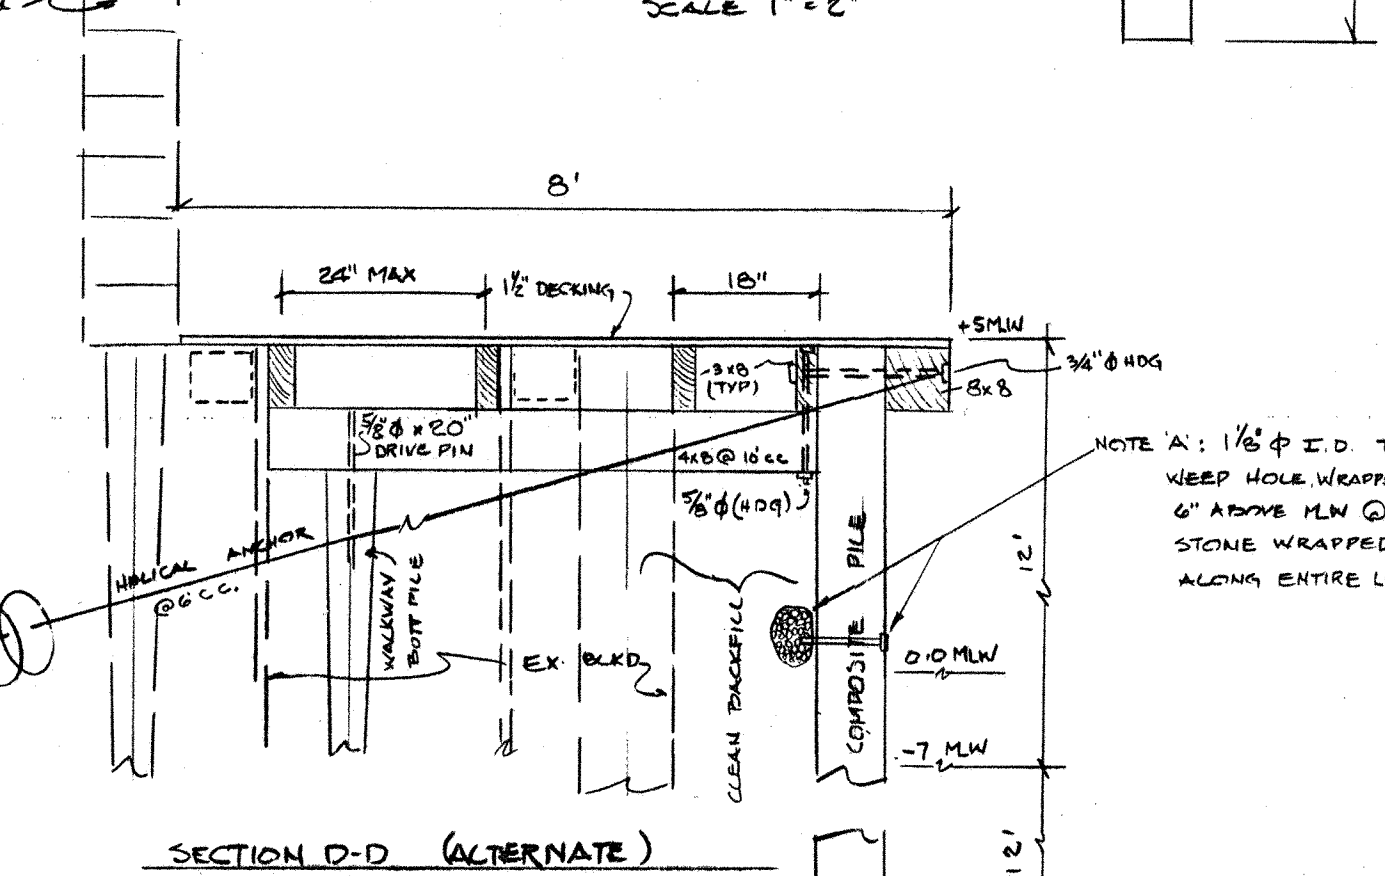 SCALE 1" = 2'
8'
24" MAX
1½" DECKING
18"
+5 MLW
3/4" ϕ HDG
3x8
(TYP)
8x8
5/8" ϕ x 20"
DRIVE PIN
4x8 @ 10' cc
5/8" ϕ (HDG)
NOTE 'A': 1 1/8" ϕ I.D. T
WEEP HOLE, WRAPP
6" ABOVE MLW @
STONE WRAPPED
ALONG ENTIRE L
HELICAL ANCHOR
@ 6' C.C.
WALKWAY
BOTT PILE
EX. BLKD
CLEAN BACKFILL
COMPOSITE PILE
12'
0.0 MLW
-7 MLW
12'
SECTION D-D (ALTERNATE)